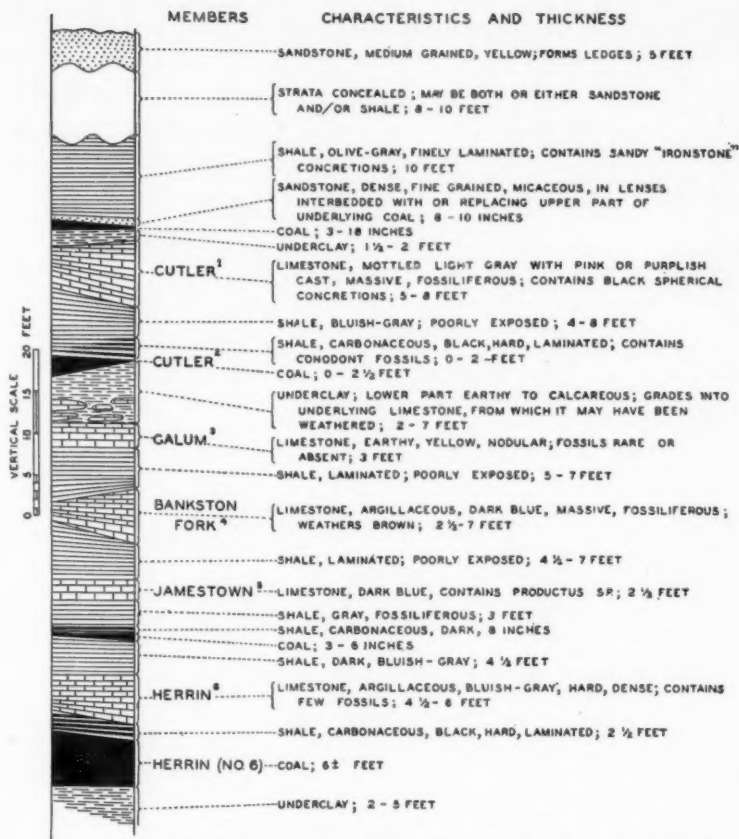 MEMBERS CHARACTERISTICS AND THICKNESS
SANDSTONE, MEDIUM GRAINED, YELLOW; FORMS LEDGES; 5 FEET
STRATA CONCEALED; MAY BE BOTH OR EITHER SANDSTONE
AND/OR SHALE; 8 - 10 FEET
SHALE, OLIVE-GRAY, FINELY LAMINATED; CONTAINS SANDY "IRONSTONE"
CONCRETIONS; 10 FEET
SANDSTONE, DENSE, FINE GRAINED, MICACEOUS, IN LENSES
INTERBEDDED WITH OR REPLACING UPPER PART OF
UNDERLYING COAL; 8 - 10 INCHES
COAL; 3 - 18 INCHES
UNDERCLAY; 1½ - 2 FEET
CUTLER¹ LIMESTONE, MOTTLED LIGHT GRAY WITH PINK OR PURPLISH
CAST, MASSIVE, FOSSILIFEROUS; CONTAINS BLACK SPHERICAL
CONCRETIONS; 5 - 8 FEET
SHALE, BLUISH-GRAY; POORLY EXPOSED; 4 - 8 FEET
SHALE, CARBONACEOUS, BLACK, HARD, LAMINATED; CONTAINS
CONODONT FOSSILS; 0 - 2 - FEET
CUTLER² COAL; 0 - 2½ FEET
UNDERCLAY; LOWER PART EARTHY TO CALCAREOUS; GRADES INTO
UNDERLYING LIMESTONE, FROM WHICH IT MAY HAVE BEEN
WEATHERED; 2 - 7 FEET
GALUM³ LIMESTONE, EARTHY, YELLOW, NODULAR; FOSSILS RARE OR
ABSENT; 3 FEET
SHALE, LAMINATED; POORLY EXPOSED; 5 - 7 FEET
BANKSTON
FORK⁴
LIMESTONE, ARGILLACEOUS, DARK BLUE, MASSIVE, FOSSILIFEROUS;
WEATHERS BROWN; 2½ - 7 FEET
SHALE, LAMINATED; POORLY EXPOSED; 4½ - 7 FEET
JAMESTOWN⁵ LIMESTONE, DARK BLUE, CONTAINS PRODUCTUS SP.; 2½ FEET
SHALE, GRAY, FOSSILIFEROUS; 3 FEET
SHALE, CARBONACEOUS, DARK, 8 INCHES
COAL; 3 - 6 INCHES
SHALE, DARK, BLUISH-GRAY; 4½ FEET
HERRIN⁶ LIMESTONE, ARGILLACEOUS, BLUISH-GRAY, HARD, DENSE; CONTAINS
FEW FOSSILS; 4½ - 6 FEET
SHALE, CARBONACEOUS, BLACK, HARD, LAMINATED; 2½ FEET
HERRIN (NO. 6) COAL; 6± FEET
UNDERCLAY; 2 - 5 FEET
VERTICAL SCALE FEET
20
15
10
5
0